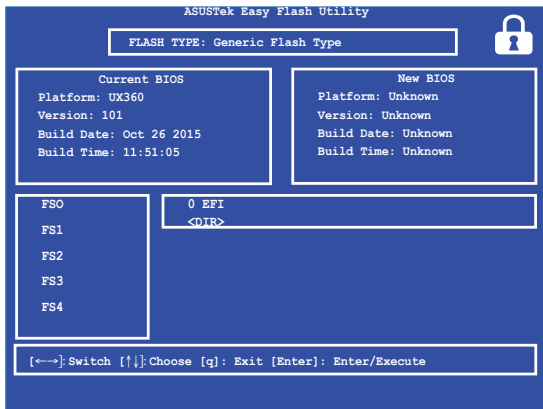 ASUSTek Easy Flash Utility
FLASH TYPE: Generic Flash Type
Current BIOS
Platform: UX360
Version: 101
Build Date: Oct 26 2015
Build Time: 11:51:05
New BIOS
Platform: Unknown
Version: Unknown
Build Date: Unknown
Build Time: Unknown
FSO
FS1
FS2
FS3
FS4
0 EFI
<DIR>
[←→]: Switch [↑↓]: Choose [q]: Exit [Enter]: Enter/Execute